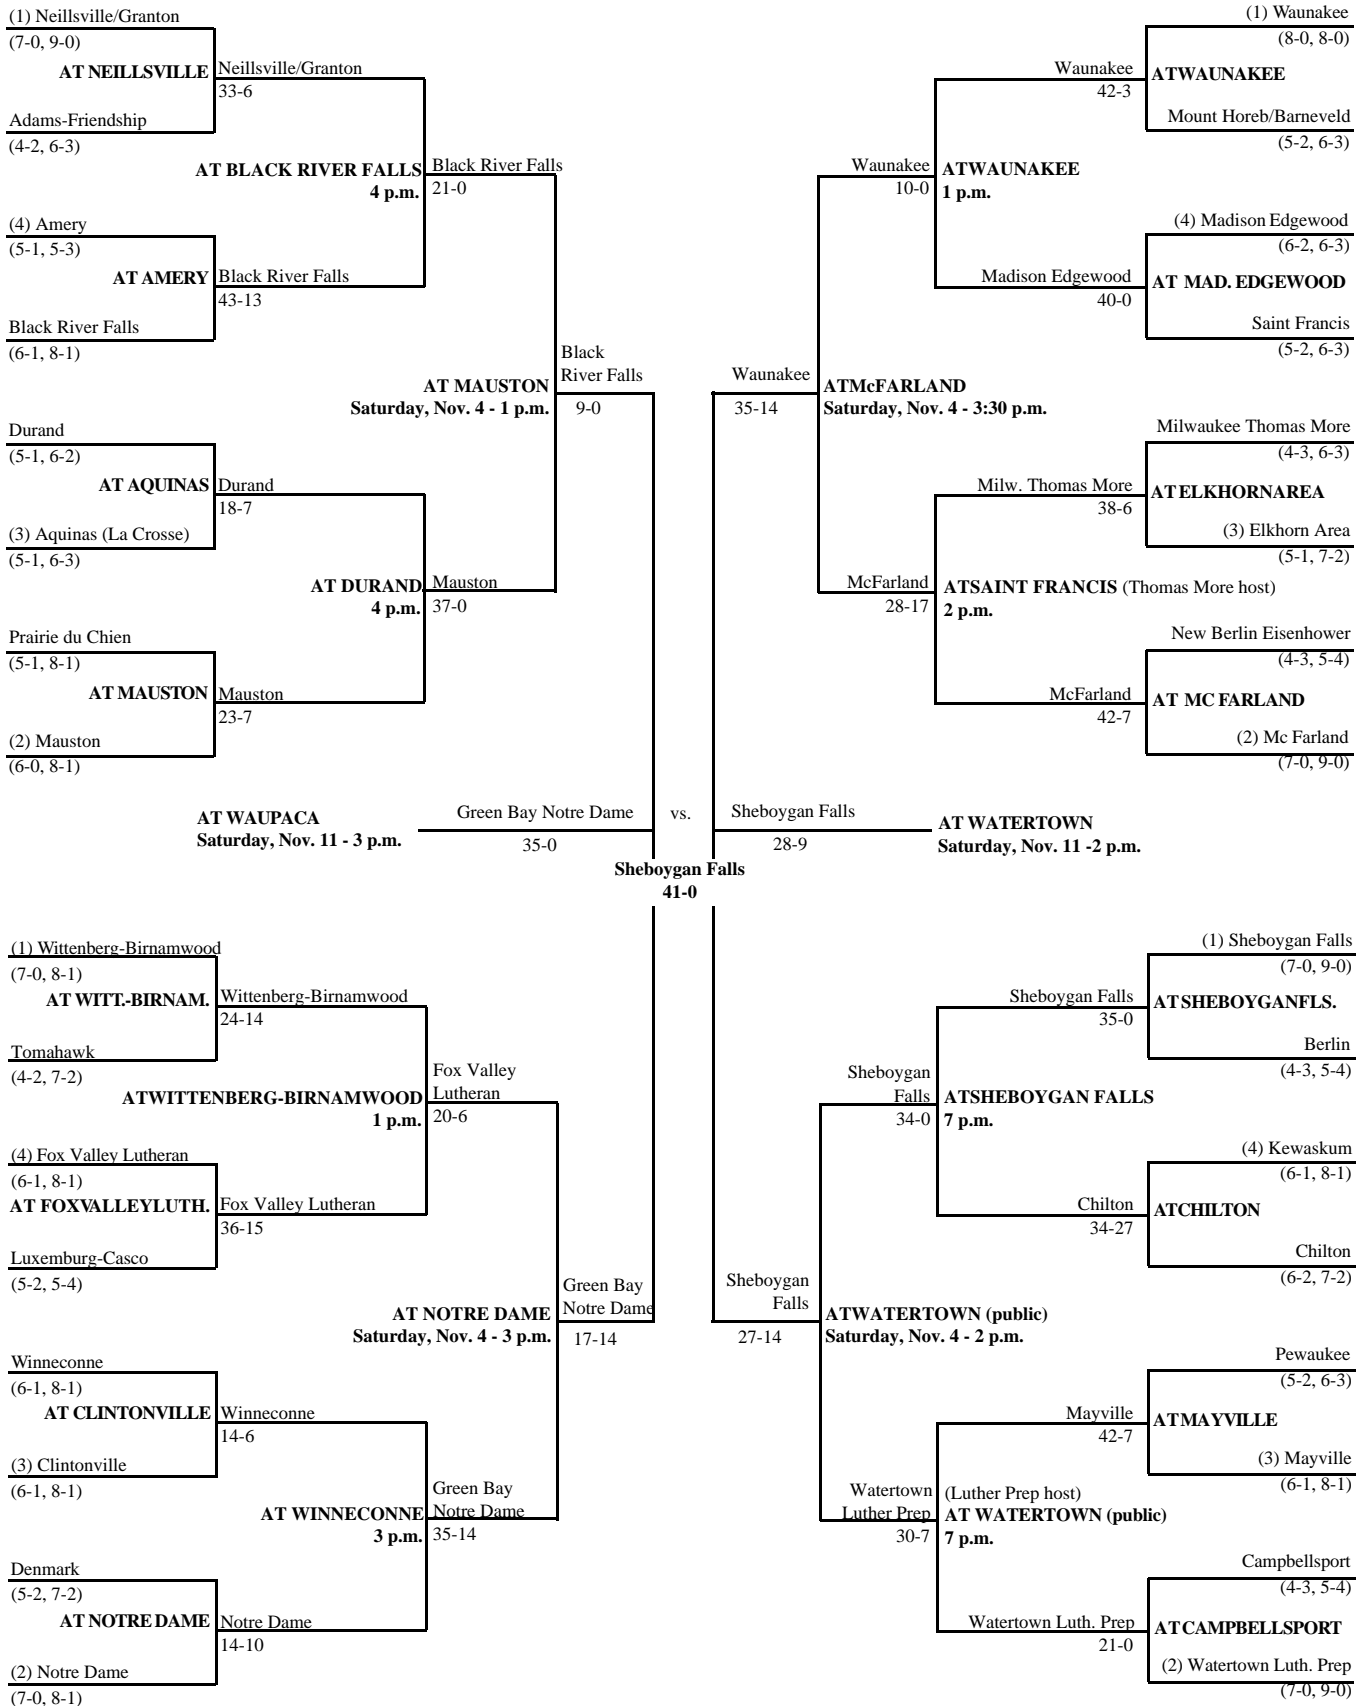 (1) Neillsville/Granton
(7-0, 9-0)
AT NEILLSVILLE
Neillsville/Granton
33-6
Adams-Friendship
(4-2, 6-3)
AT BLACK RIVER FALLS
4 p.m.
Black River Falls
21-0
(4) Amery
(5-1, 5-3)
AT AMERY
Black River Falls
43-13
Black River Falls
(6-1, 8-1)
AT MAUSTON
Saturday, Nov. 4 - 1 p.m.
Black
River Falls
9-0
Durand
(5-1, 6-2)
AT AQUINAS
Durand
18-7
(3) Aquinas (La Crosse)
(5-1, 6-3)
AT DURAND
4 p.m.
Mauston
37-0
Prairie du Chien
(5-1, 8-1)
AT MAUSTON
Mauston
23-7
(2) Mauston
(6-0, 8-1)
(1) Waunakee
(8-0, 8-0)
Waunakee
42-3
ATWAUNAKEE
Mount Horeb/Barneveld
(5-2, 6-3)
Waunakee
10-0
ATWAUNAKEE
1 p.m.
(4) Madison Edgewood
(6-2, 6-3)
Madison Edgewood
40-0
AT MAD. EDGEWOOD
Saint Francis
(5-2, 6-3)
Waunakee
35-14
ATMcFARLAND
Saturday, Nov. 4 - 3:30 p.m.
Milwaukee Thomas More
(4-3, 6-3)
Milw. Thomas More
38-6
ATELKHORNAREA
(3) Elkhorn Area
(5-1, 7-2)
McFarland
28-17
ATSAINT FRANCIS (Thomas More host)
2 p.m.
New Berlin Eisenhower
(4-3, 5-4)
McFarland
42-7
AT MC FARLAND
(2) Mc Farland
(7-0, 9-0)
AT WAUPACA
Saturday, Nov. 11 - 3 p.m.
Green Bay Notre Dame
35-0
vs.
Sheboygan Falls
28-9
AT WATERTOWN
Saturday, Nov. 11 -2 p.m.
Sheboygan Falls
41-0
(1) Wittenberg-Birnamwood
(7-0, 8-1)
AT WITT.-BIRNAM.
Wittenberg-Birnamwood
24-14
Tomahawk
(4-2, 7-2)
ATWITTENBERG-BIRNAMWOOD
1 p.m.
Fox Valley
Lutheran
20-6
(4) Fox Valley Lutheran
(6-1, 8-1)
AT FOXVALLEYLUTH.
Fox Valley Lutheran
36-15
Luxemburg-Casco
(5-2, 5-4)
AT NOTRE DAME
Saturday, Nov. 4 - 3 p.m.
Green Bay
Notre Dame
17-14
Winneconne
(6-1, 8-1)
AT CLINTONVILLE
Winneconne
14-6
(3) Clintonville
(6-1, 8-1)
AT WINNECONNE
3 p.m.
Green Bay
Notre Dame
35-14
Denmark
(5-2, 7-2)
AT NOTRE DAME
Notre Dame
14-10
(2) Notre Dame
(7-0, 8-1)
(1) Sheboygan Falls
(7-0, 9-0)
Sheboygan Falls
35-0
ATSHEBOYGANFLS.
Berlin
(4-3, 5-4)
Sheboygan
Falls
34-0
ATSHEBOYGAN FALLS
7 p.m.
(4) Kewaskum
(6-1, 8-1)
Chilton
34-27
ATCHILTON
Chilton
(6-2, 7-2)
Sheboygan
Falls
27-14
ATWATERTOWN (public)
Saturday, Nov. 4 - 2 p.m.
Pewaukee
(5-2, 6-3)
Mayville
42-7
ATMAYVILLE
(3) Mayville
(6-1, 8-1)
Watertown
Luther Prep
30-7
(Luther Prep host)
AT WATERTOWN (public)
7 p.m.
Campbellsport
(4-3, 5-4)
Watertown Luth. Prep
21-0
ATCAMPBELLSPORT
(2) Watertown Luth. Prep
(7-0, 9-0)